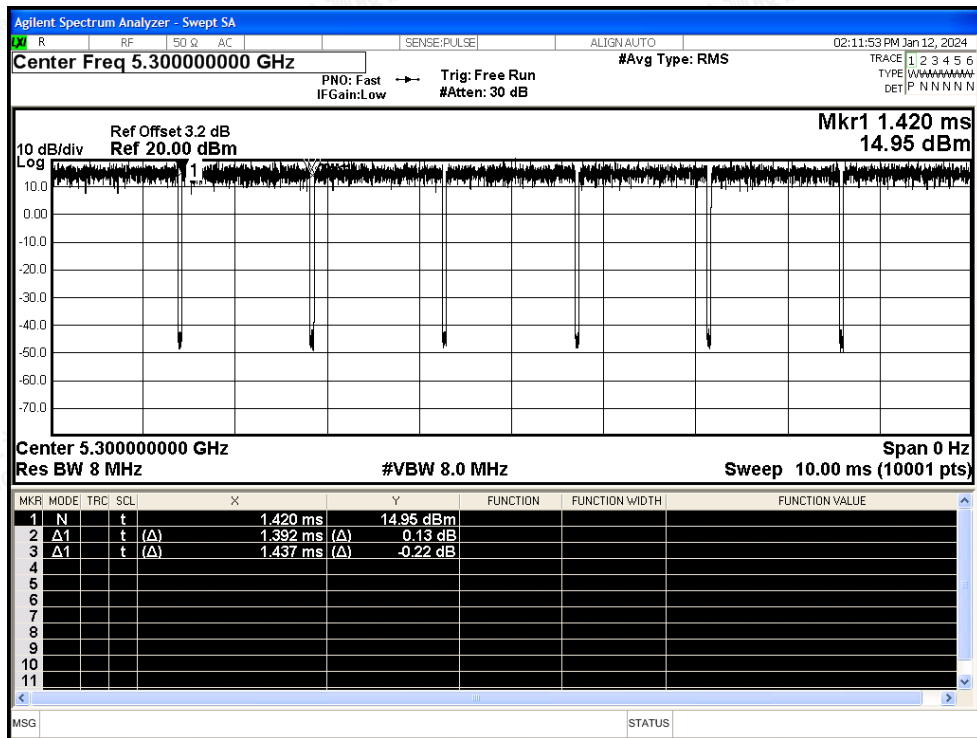 Agilent Spectrum Analyzer - Swept SA
LXI R RF 50 Ω AC SENSE:PULSE ALIGN AUTO 02:11:53 PM Jan 12, 2024
Center Freq 5.300000000 GHz #Avg Type: RMS TRACE 1 2 3 4 5 6
PNO: Fast Trig: Free Run TYPE WWWWWW
IFGain:Low #Atten: 30 dB DET P N N N N N
Mkr1 1.420 ms
Ref Offset 3.2 dB
10 dB/div Ref 20.00 dBm 14.95 dBm
Log
1
10.0
0.00
-10.0
-20.0
-30.0
-40.0
-50.0
-60.0
-70.0
Center 5.300000000 GHz Span 0 Hz
Res BW 8 MHz #VBW 8.0 MHz Sweep 10.00 ms (10001 pts)
MKR MODE TRC SCL X Y FUNCTION FUNCTION WIDTH FUNCTION VALUE
1 N t 1.420 ms 14.95 dBm
2 Δ1 t (Δ) 1.392 ms (Δ) 0.13 dB
3 Δ1 t (Δ) 1.437 ms (Δ) -0.22 dB
4
5
6
7
8
9
10
11
MSG STATUS